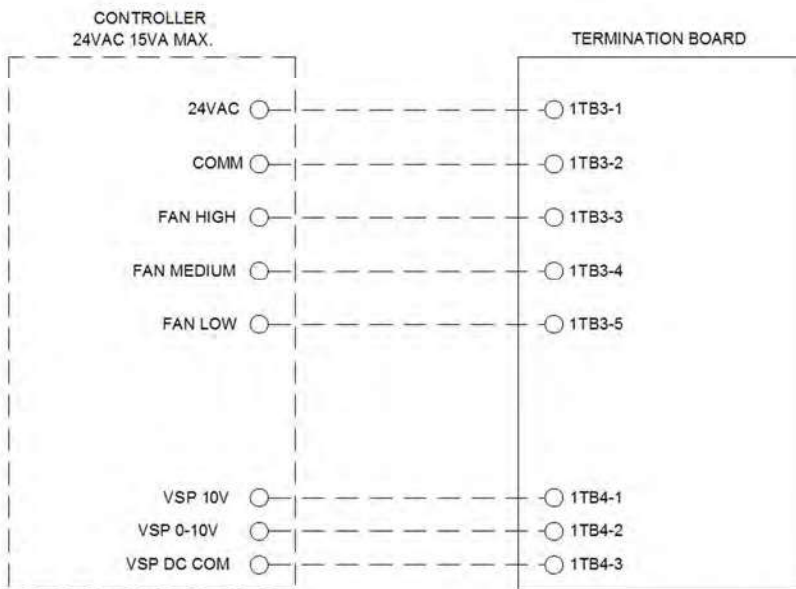 CONTROLLER
24VAC 15VA MAX.
TERMINATION BOARD
24VAC 1TB3-1
COMM 1TB3-2
FAN HIGH 1TB3-3
FAN MEDIUM 1TB3-4
FAN LOW 1TB3-5
VSP 10V 1TB4-1
VSP 0-10V 1TB4-2
VSP DC COM 1TB4-3